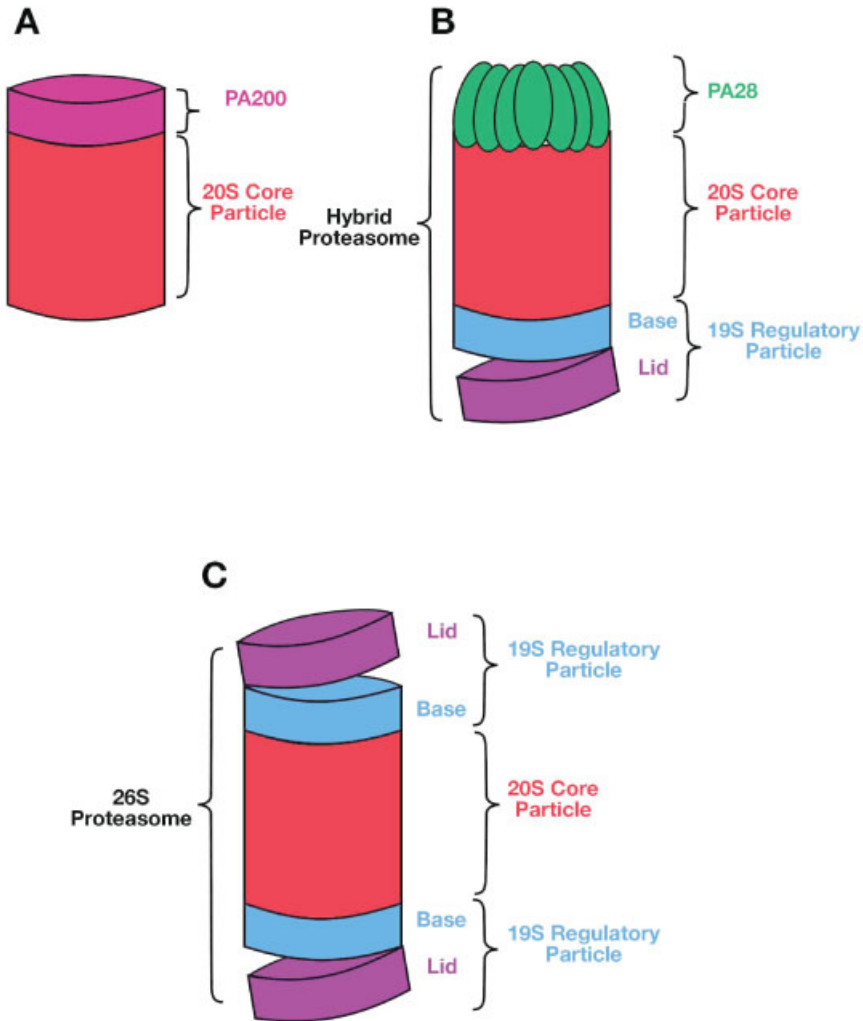 A
PA200
20S Core
Particle
B
PA28
Hybrid
Proteasome
20S Core
Particle
Base
Lid
19S Regulatory
Particle
C
Lid
19S Regulatory
Particle
Base
26S
Proteasome
20S Core
Particle
Base
Lid
19S Regulatory
Particle